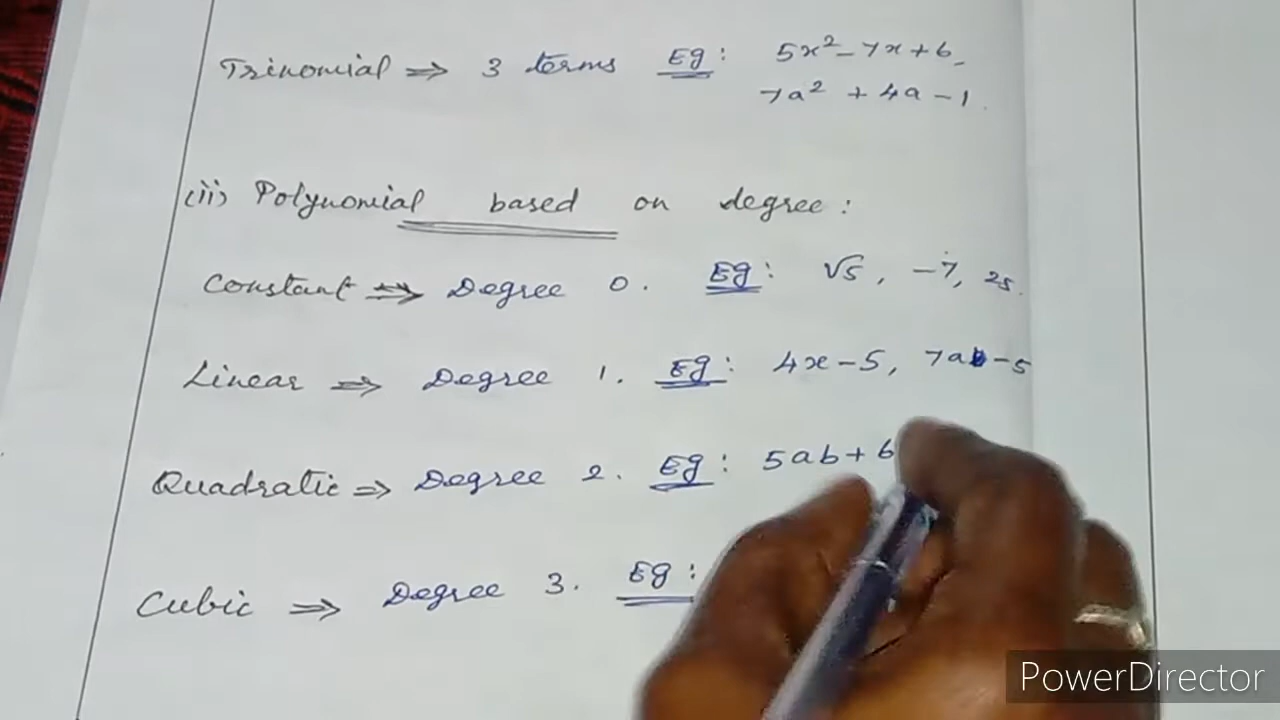 Trinomial ⇒ 3 terms Eg: 5x² - 7x + 6,
7a² + 4a - 1.
(ii) Polynomial based on degree:
Constant ⇒ Degree 0. Eg: √5, -7, 25.
Linear ⇒ Degree 1. Eg: 4x - 5, 7a - 5
Quadratic ⇒ Degree 2. Eg: 5ab + 6
Cubic ⇒ Degree 3. Eg:
PowerDirector